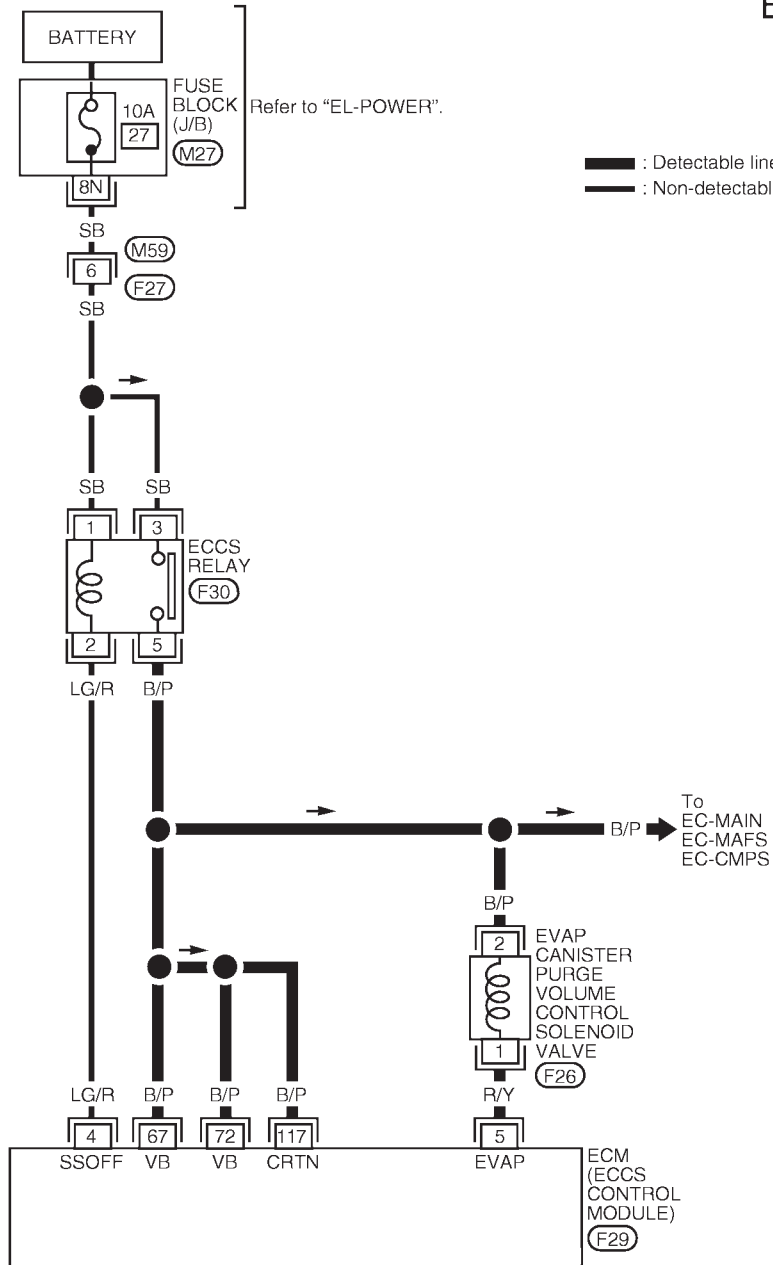 BATTERY
FUSE
BLOCK
(J/B)
M27
10A
27
Refer to “EL-POWER”.
8N
: Detectable line
: Non-detectabl
SB
6
M59
F27
SB
SB
SB
1
3
ECCS
RELAY
F30
2
5
LG/R
B/P
B/P
To
EC-MAIN
EC-MAFS
EC-CMPS
B/P
2
EVAP
CANISTER
PURGE
VOLUME
CONTROL
SOLENOID
VALVE
1
F26
LG/R
B/P
B/P
B/P
R/Y
4
67
72
117
5
SSOFF
VB
VB
CRTN
EVAP
ECM
(ECCS
CONTROL
MODULE)
F29